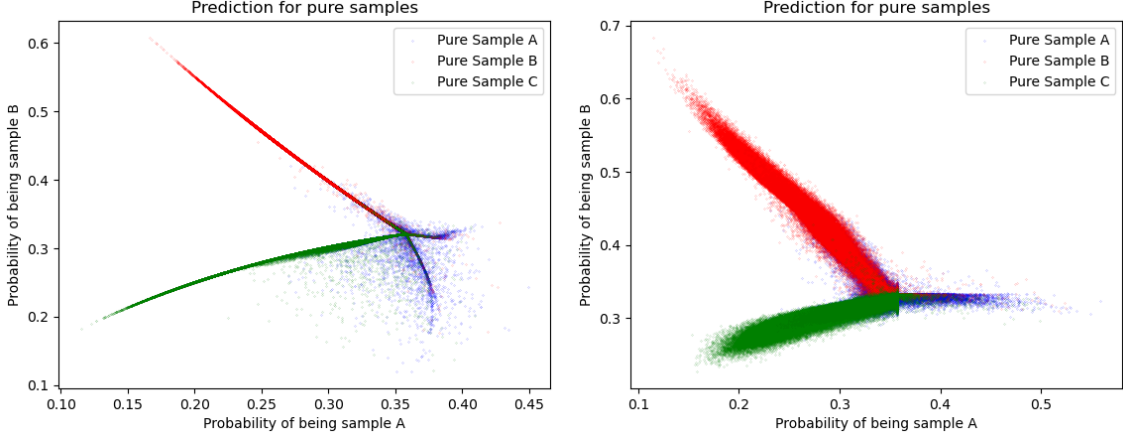 Prediction for pure samples
Probability of being sample B
0.6
0.5
0.4
0.3
0.2
0.1
Pure Sample A
Pure Sample B
Pure Sample C
0.10 0.15 0.20 0.25 0.30 0.35 0.40 0.45
Probability of being sample A
Prediction for pure samples
Probability of being sample B
0.7
0.6
0.5
0.4
0.3
Pure Sample A
Pure Sample B
Pure Sample C
0.1 0.2 0.3 0.4 0.5
Probability of being sample A